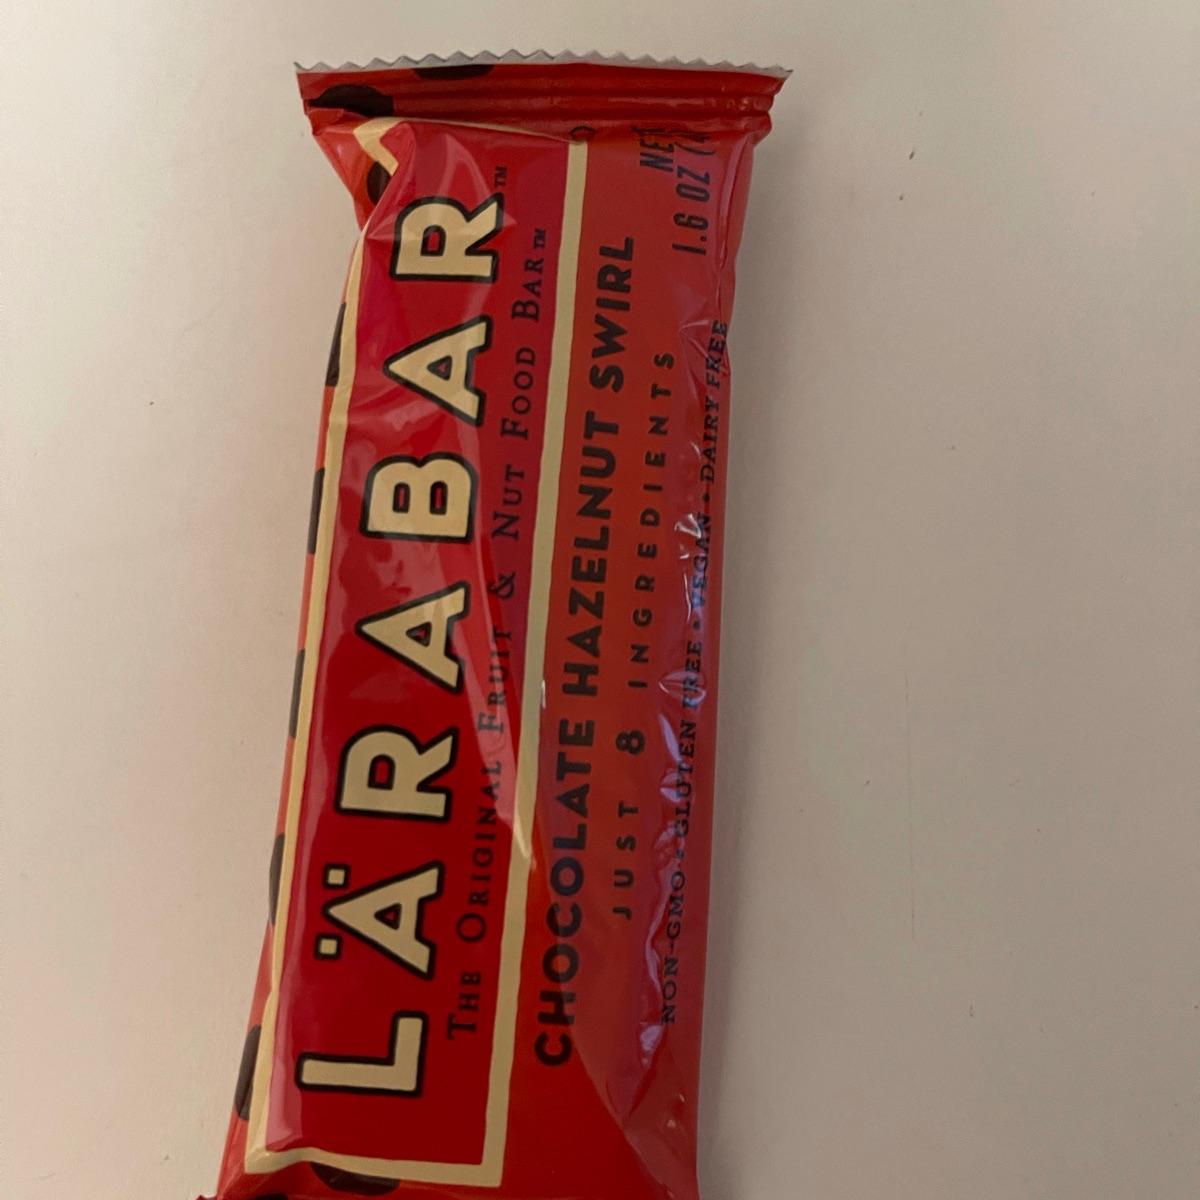 LÄRABAR™
THE ORIGINAL FRUIT & NUT FOOD BAR™
CHOCOLATE HAZELNUT SWIRL
JUST 8 INGREDIENTS
NON-GMO • GLUTEN FREE • VEGAN • DAIRY FREE
NET
1.6 OZ